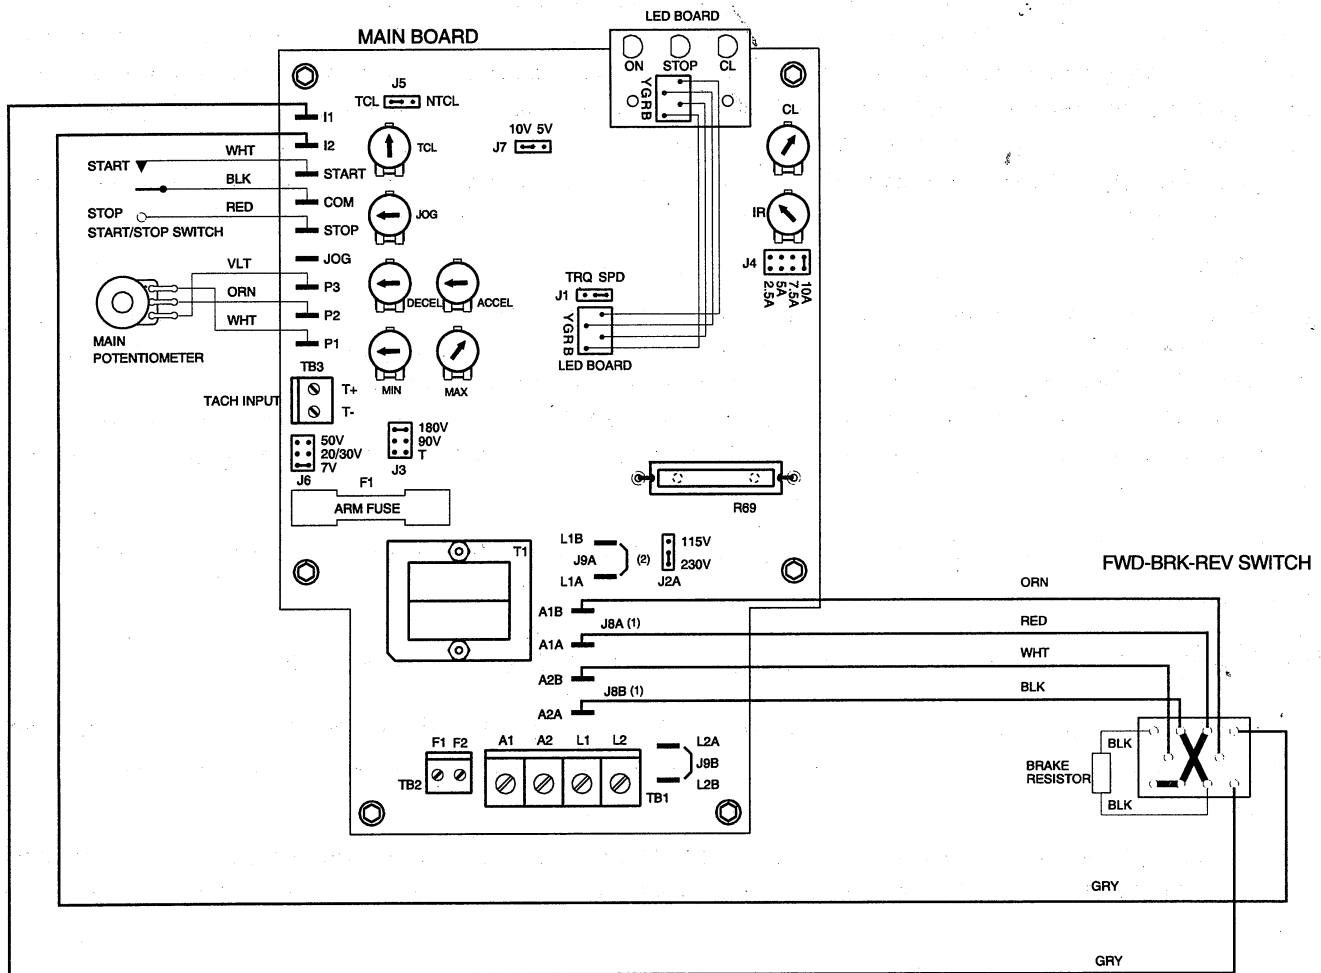 LED BOARD
MAIN BOARD
ON STOP CL
Y
G
R
B
J5
TCL NTCL
CL
I1
10V 5V
J7
TCL
I2
WHT
START
START
BLK
COM
IR
RED
STOP
JOG
STOP
START/STOP SWITCH
JOG
J4
VLT
TRQ SPD
10A
7.5A
5A
2.5A
P3
J1
ORN
DECEL
ACCEL
P2
Y
G
R
B
WHT
MAIN
POTENTIOMETER
P1
LED BOARD
TB3
MIN
MAX
T+
TACH INPUT
T-
180V
50V
90V
20/30V
T
7V
J6
J3
F1
ARM FUSE
R69
L1B
T1
115V
J9A
(2)
230V
L1A
J2A
FWD-BRK-REV SWITCH
ORN
A1B
J8A (1)
RED
A1A
WHT
A2B
J8B (1)
BLK
A2A
F1 F2
A1 A2 L1 L2
L2A
BLK
J9B
BRAKE
RESISTOR
TB2
L2B
TB1
BLK
GRY
GRY